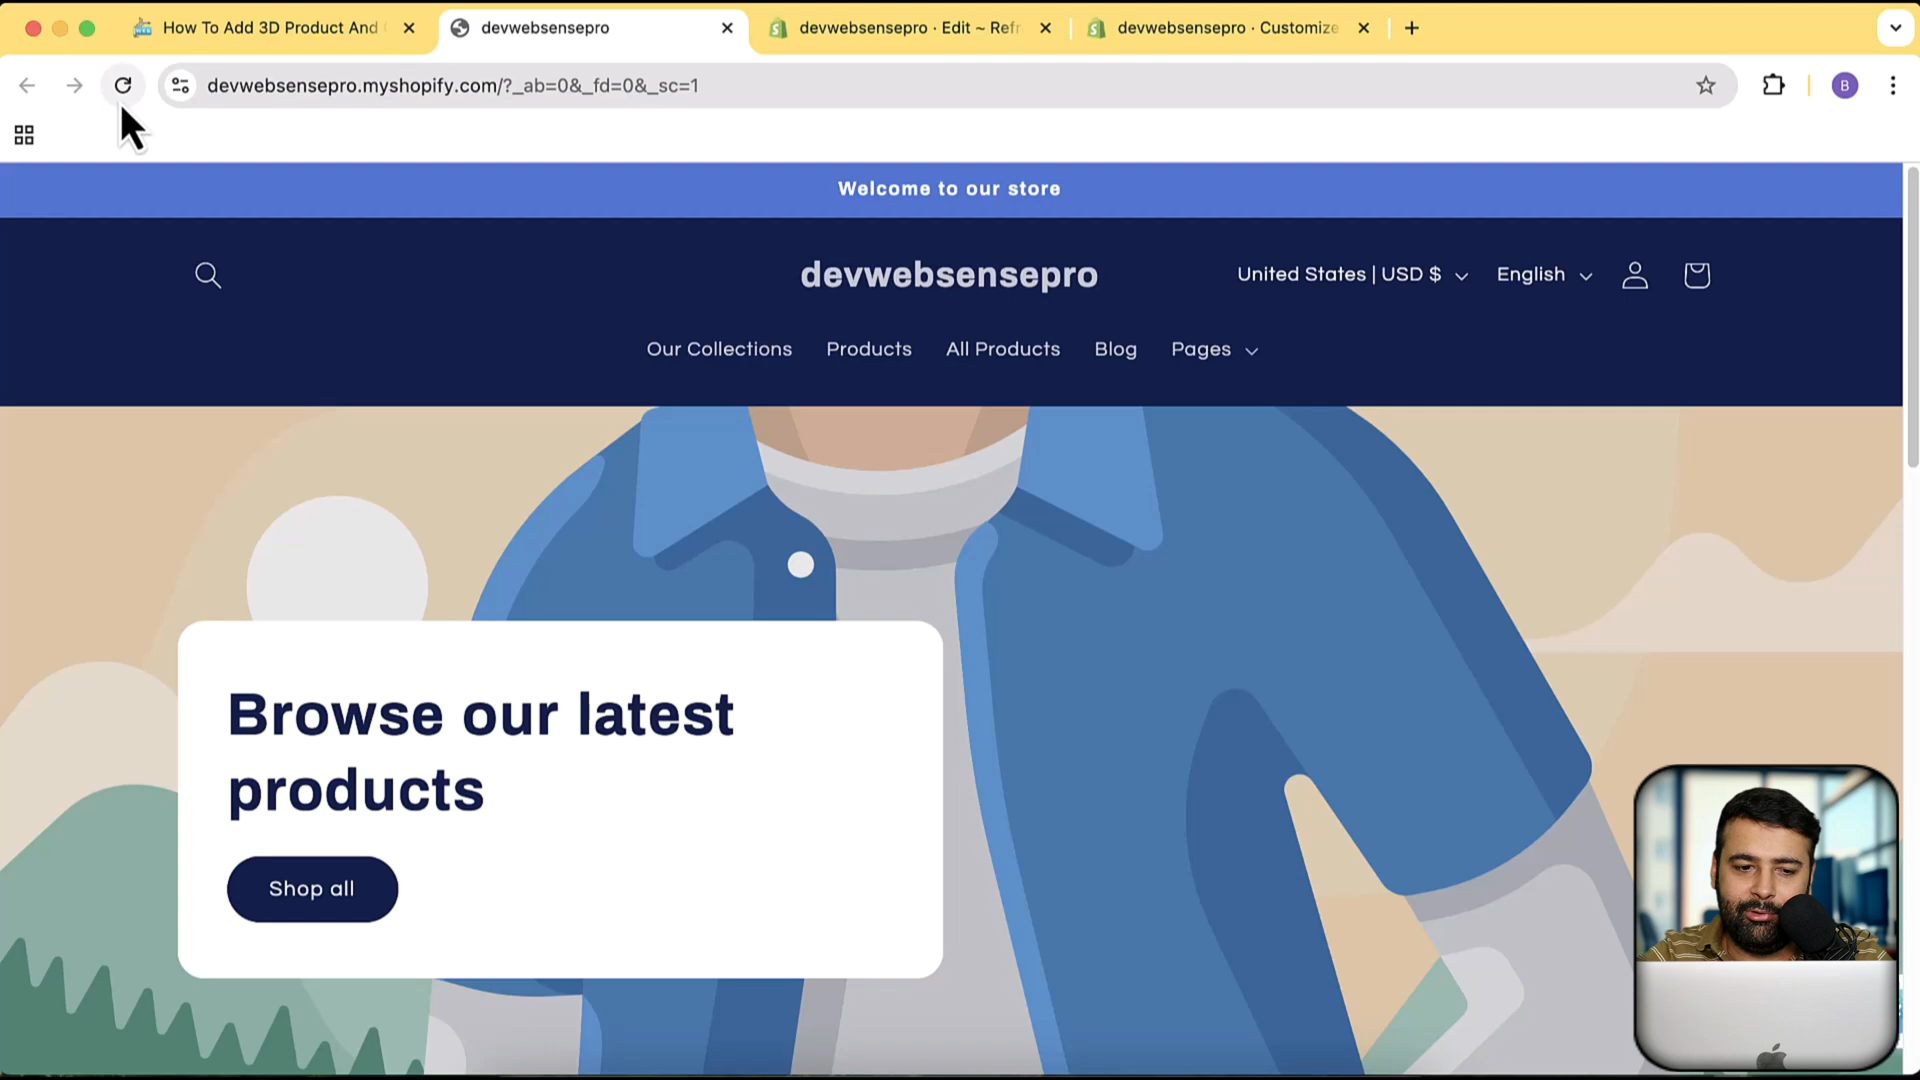 How To Add 3D Product And
devwebsensepro
devwebsensepro · Edit ~ Refr
devwebsensepro · Customize
devwebsensepro.myshopify.com/?_ab=0&_fd=0&_sc=1
B
Welcome to our store
devwebsensepro
United States | USD $
English
Our Collections
Products
All Products
Blog
Pages
Browse our latest
products
Shop all